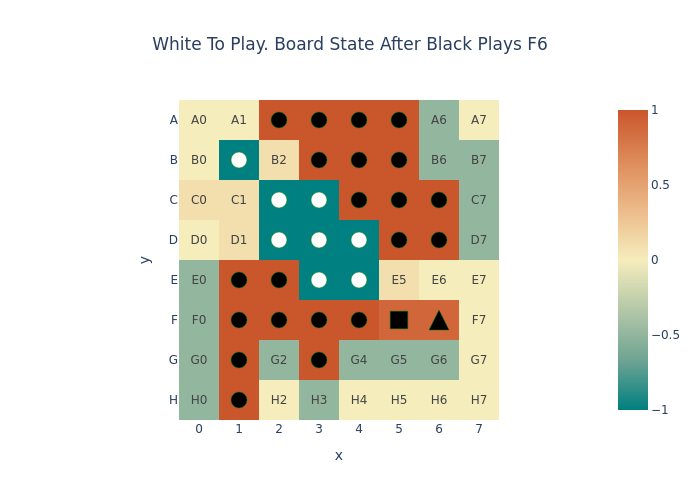 White To Play. Board State After Black Plays F6
A A0 A1 A6 A7
B B0 B2 B6 B7
C C0 C1 C7
D D0 D1 D7
E E0 E5 E6 E7
F F0 F7
G G0 G2 G4 G5 G6 G7
H H0 H2 H3 H4 H5 H6 H7
0 1 2 3 4 5 6 7
x
y
1
0.5
0
−0.5
−1